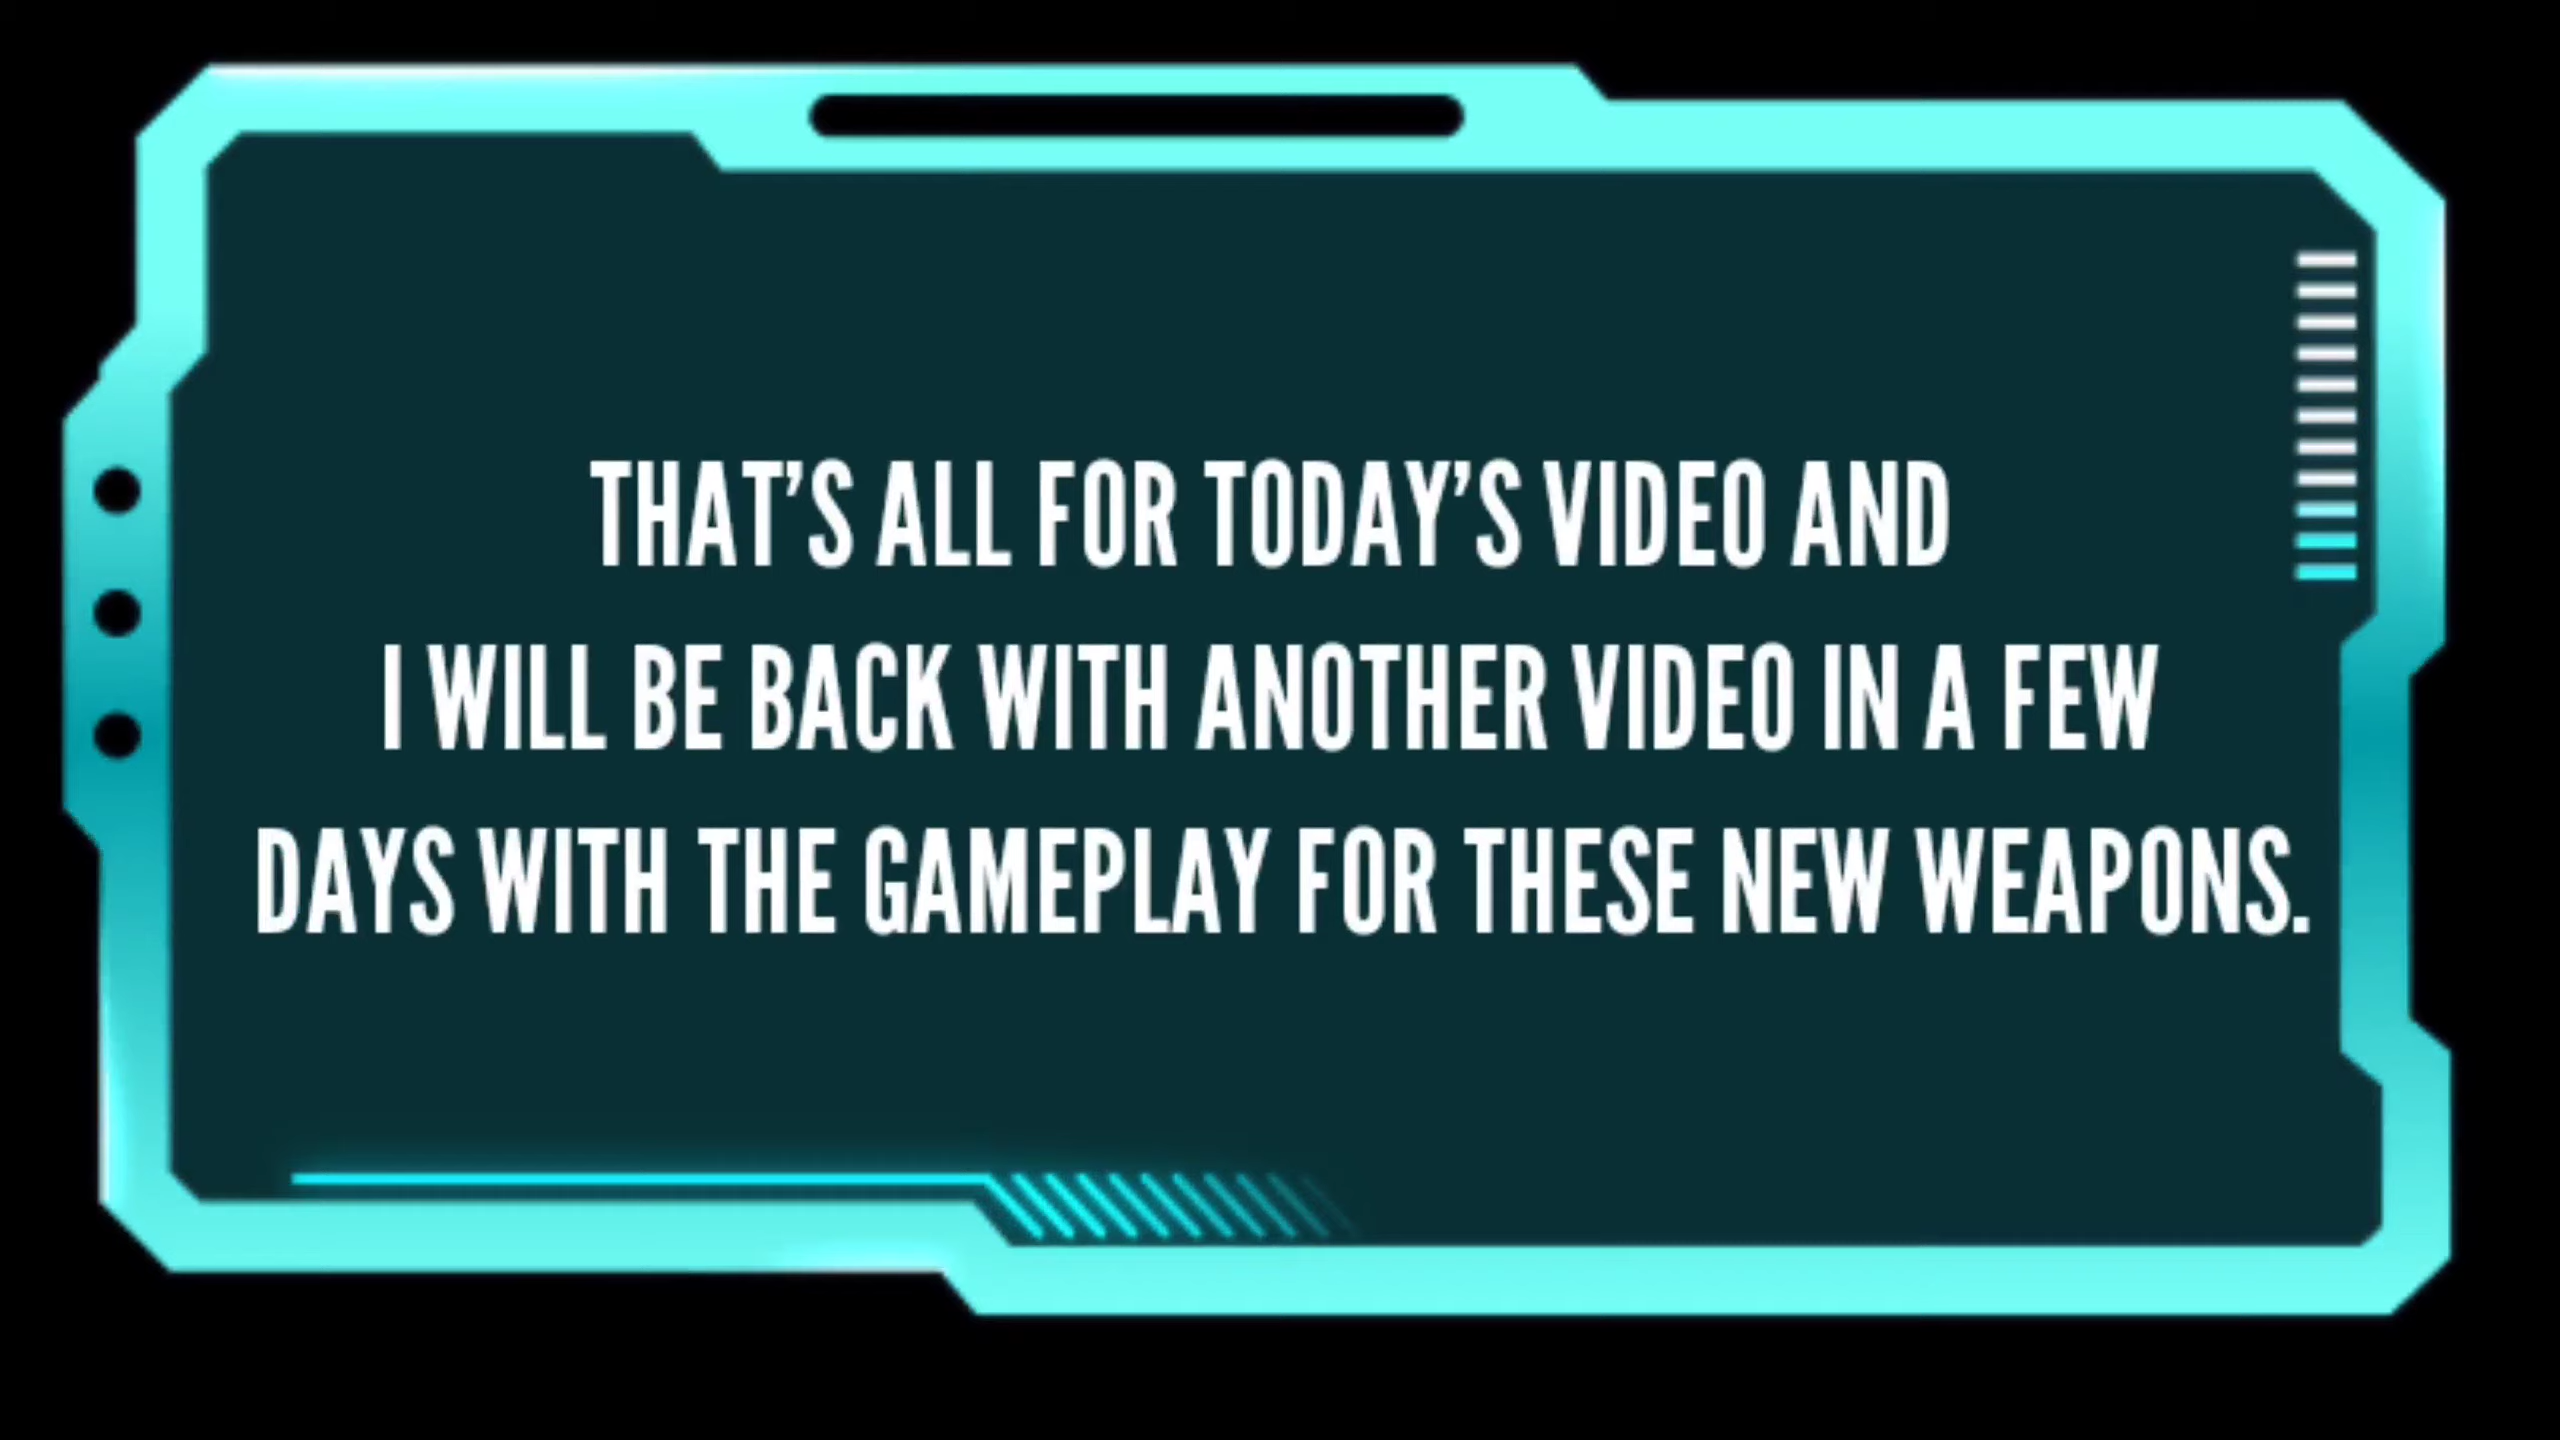 THAT’S ALL FOR TODAY’S VIDEO AND
I WILL BE BACK WITH ANOTHER VIDEO IN A FEW
DAYS WITH THE GAMEPLAY FOR THESE NEW WEAPONS.